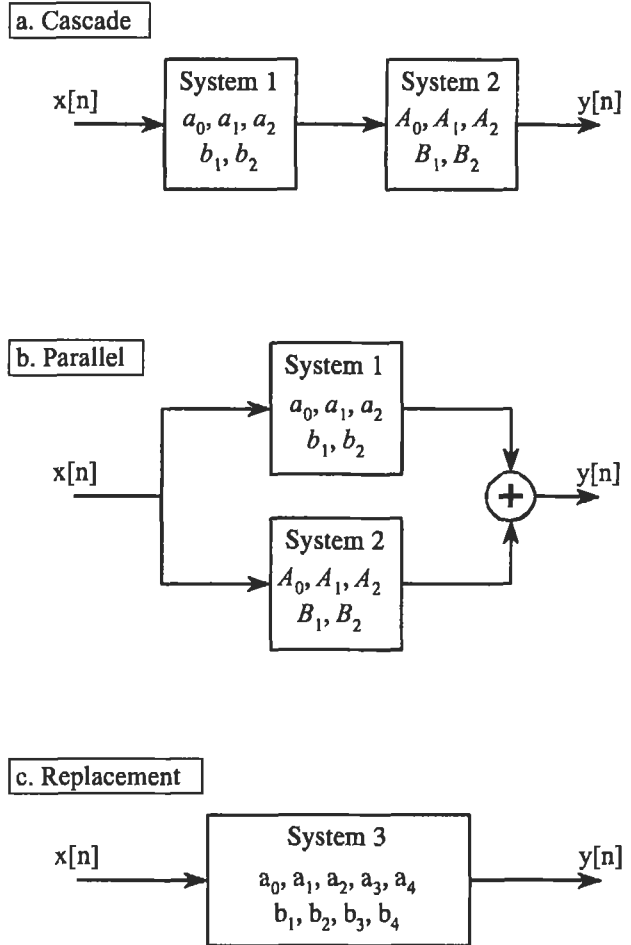 a. Cascade
System 1
System 2
x[n]
y[n]
a₀, a₁, a₂
A₀, A₁, A₂
b₁, b₂
B₁, B₂
b. Parallel
System 1
a₀, a₁, a₂
b₁, b₂
x[n]
y[n]
+
System 2
A₀, A₁, A₂
B₁, B₂
c. Replacement
System 3
x[n]
y[n]
a₀, a₁, a₂, a₃, a₄
b₁, b₂, b₃, b₄